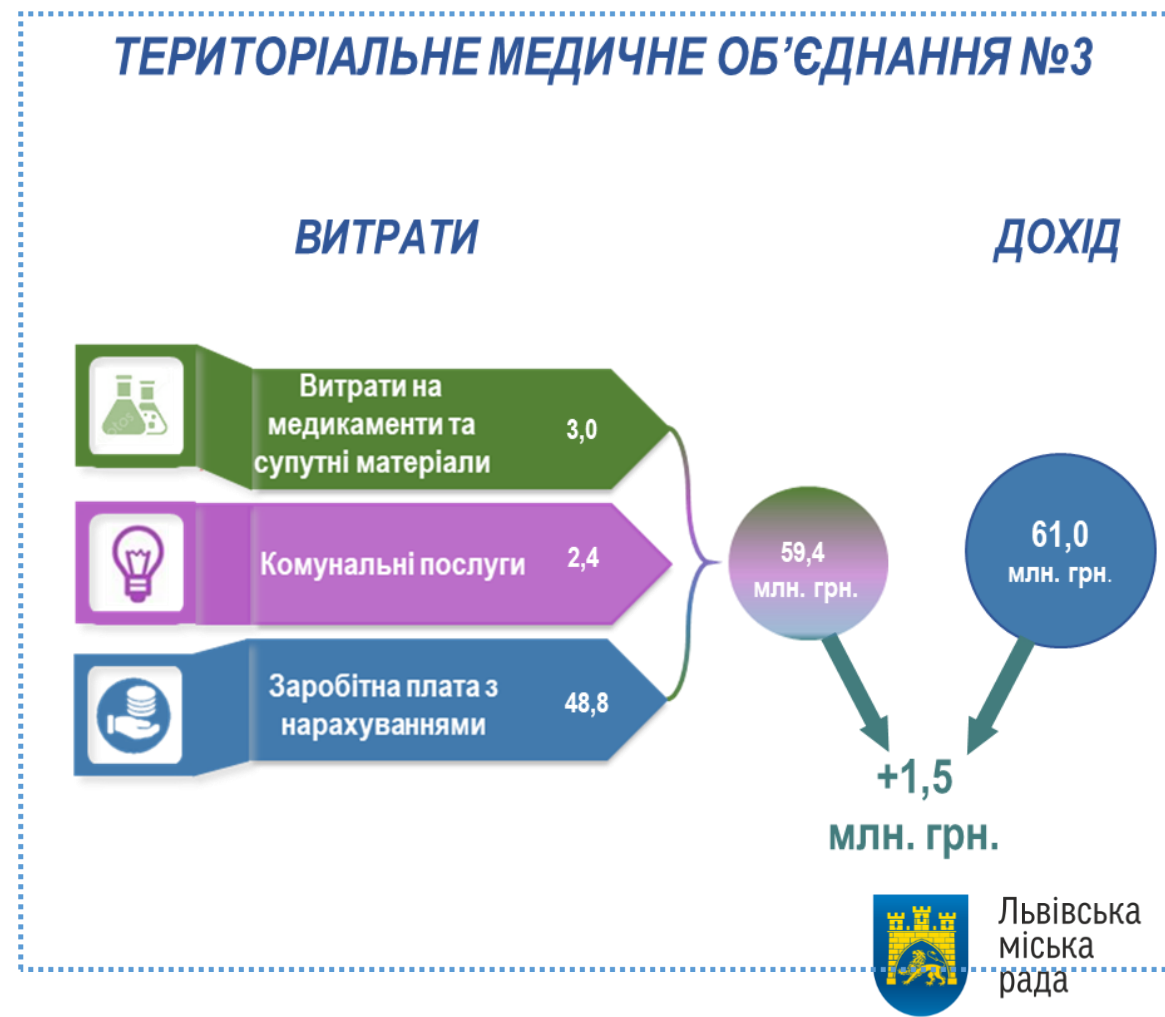 ТЕРИТОРІАЛЬНЕ МЕДИЧНЕ ОБ’ЄДНАННЯ №3
ВИТРАТИ
ДОХІД
Витрати на
медикаменти та
супутні матеріали
3,0
Комунальні послуги
2,4
Заробітна плата з
нарахуваннями
48,8
59,4
млн. грн.
61,0
млн. грн.
+1,5
млн. грн.
Львівська
міська
рада